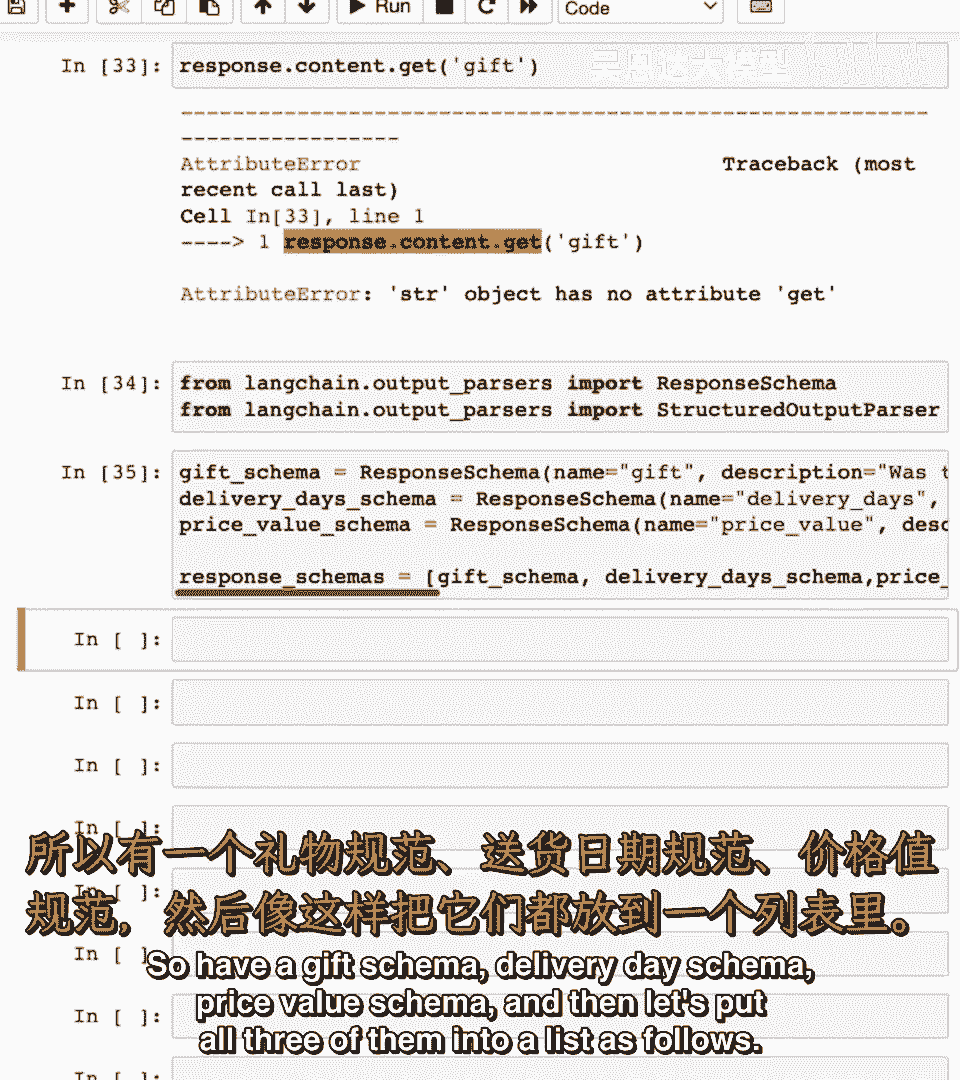 Run
Code
In [33]: response.content.get('gift')
---------------------------------------------------------------------------
AttributeError Traceback (most
recent call last)
Cell In[33], line 1
----> 1 response.content.get('gift')
AttributeError: 'str' object has no attribute 'get'
In [34]: from langchain.output_parsers import ResponseSchema
from langchain.output_parsers import StructuredOutputParser
In [35]: gift_schema = ResponseSchema(name="gift", description="Was t
delivery_days_schema = ResponseSchema(name="delivery_days",
price_value_schema = ResponseSchema(name="price_value", desc
response_schemas = [gift_schema, delivery_days_schema,price_
In [ ]:
In [ ]:
In [ ]:
In [ ]:
所以有一个礼物规范、送货日期规范、价格值
In [ ]:
规范，然后像这样把它们都放到一个列表里。
In [ ]:
So have a gift schema, delivery day schema,
price value schema, and then let's put
In [ ]:
all three of them into a list as follows.
In [ ]: